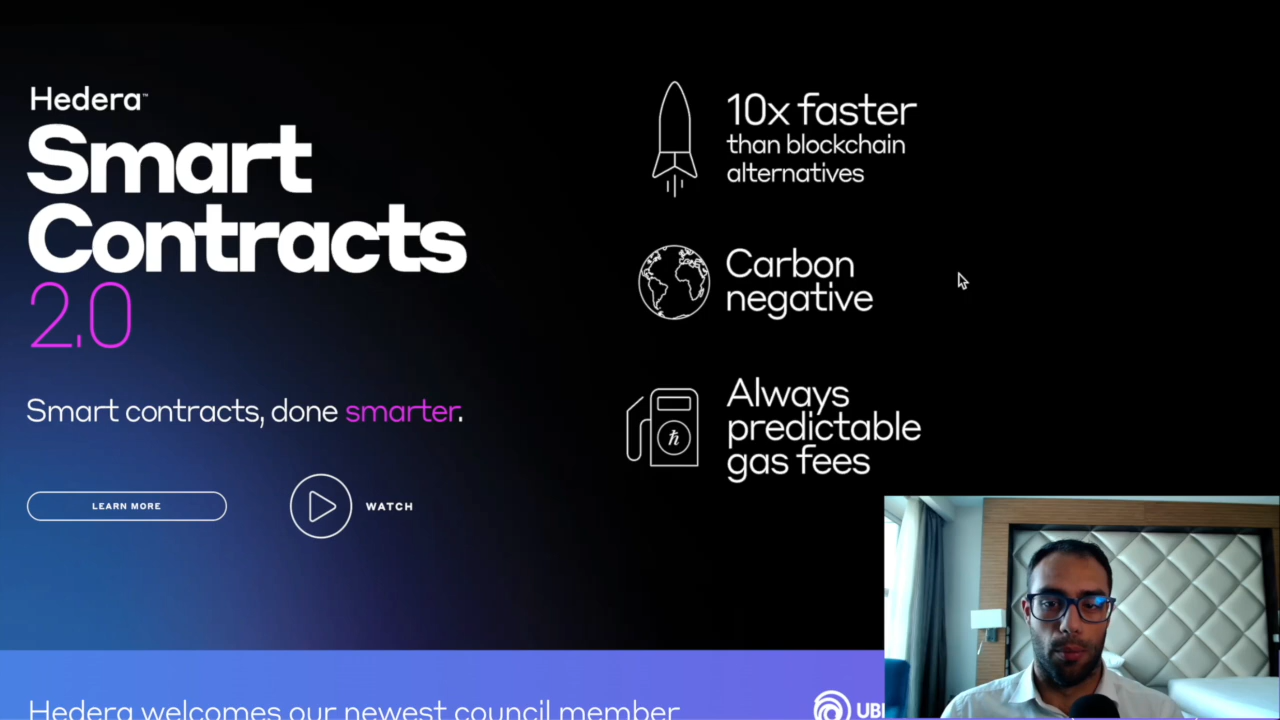 Hedera™
Smart
Contracts
2.0
Smart contracts, done smarter.
LEARN MORE
WATCH
10x faster
than blockchain
alternatives
Carbon
negative
Always
predictable
gas fees
ℏ
Hedera welcomes our newest council member